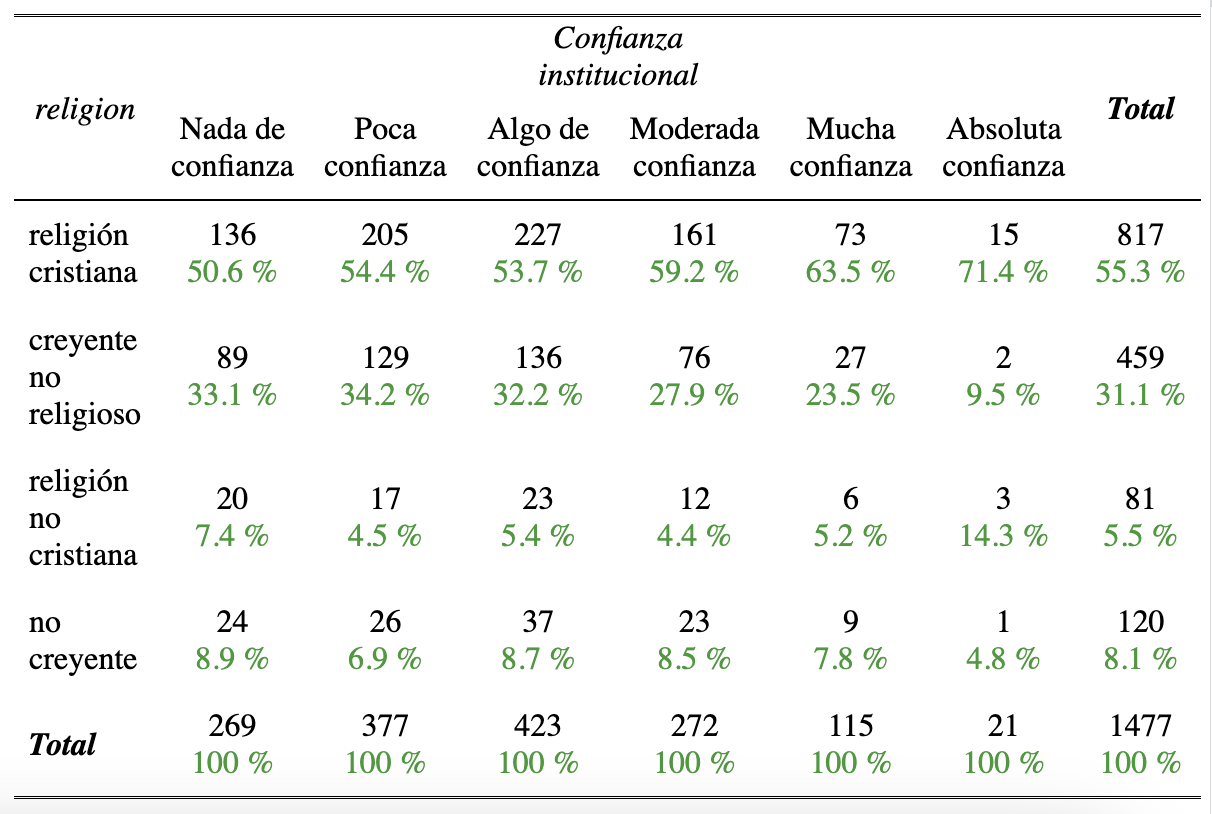 Confianza
institucional
religion
Total
Nada de Poca Algo de Moderada Mucha Absoluta
confianza confianza confianza confianza confianza confianza
religión 136 205 227 161 73 15 817
cristiana 50.6 % 54.4 % 53.7 % 59.2 % 63.5 % 71.4 % 55.3 %
creyente
no 89 129 136 76 27 2 459
religioso 33.1 % 34.2 % 32.2 % 27.9 % 23.5 % 9.5 % 31.1 %
religión
no 20 17 23 12 6 3 81
cristiana 7.4 % 4.5 % 5.4 % 4.4 % 5.2 % 14.3 % 5.5 %
no 24 26 37 23 9 1 120
creyente 8.9 % 6.9 % 8.7 % 8.5 % 7.8 % 4.8 % 8.1 %
Total 269 377 423 272 115 21 1477
100 % 100 % 100 % 100 % 100 % 100 % 100 %